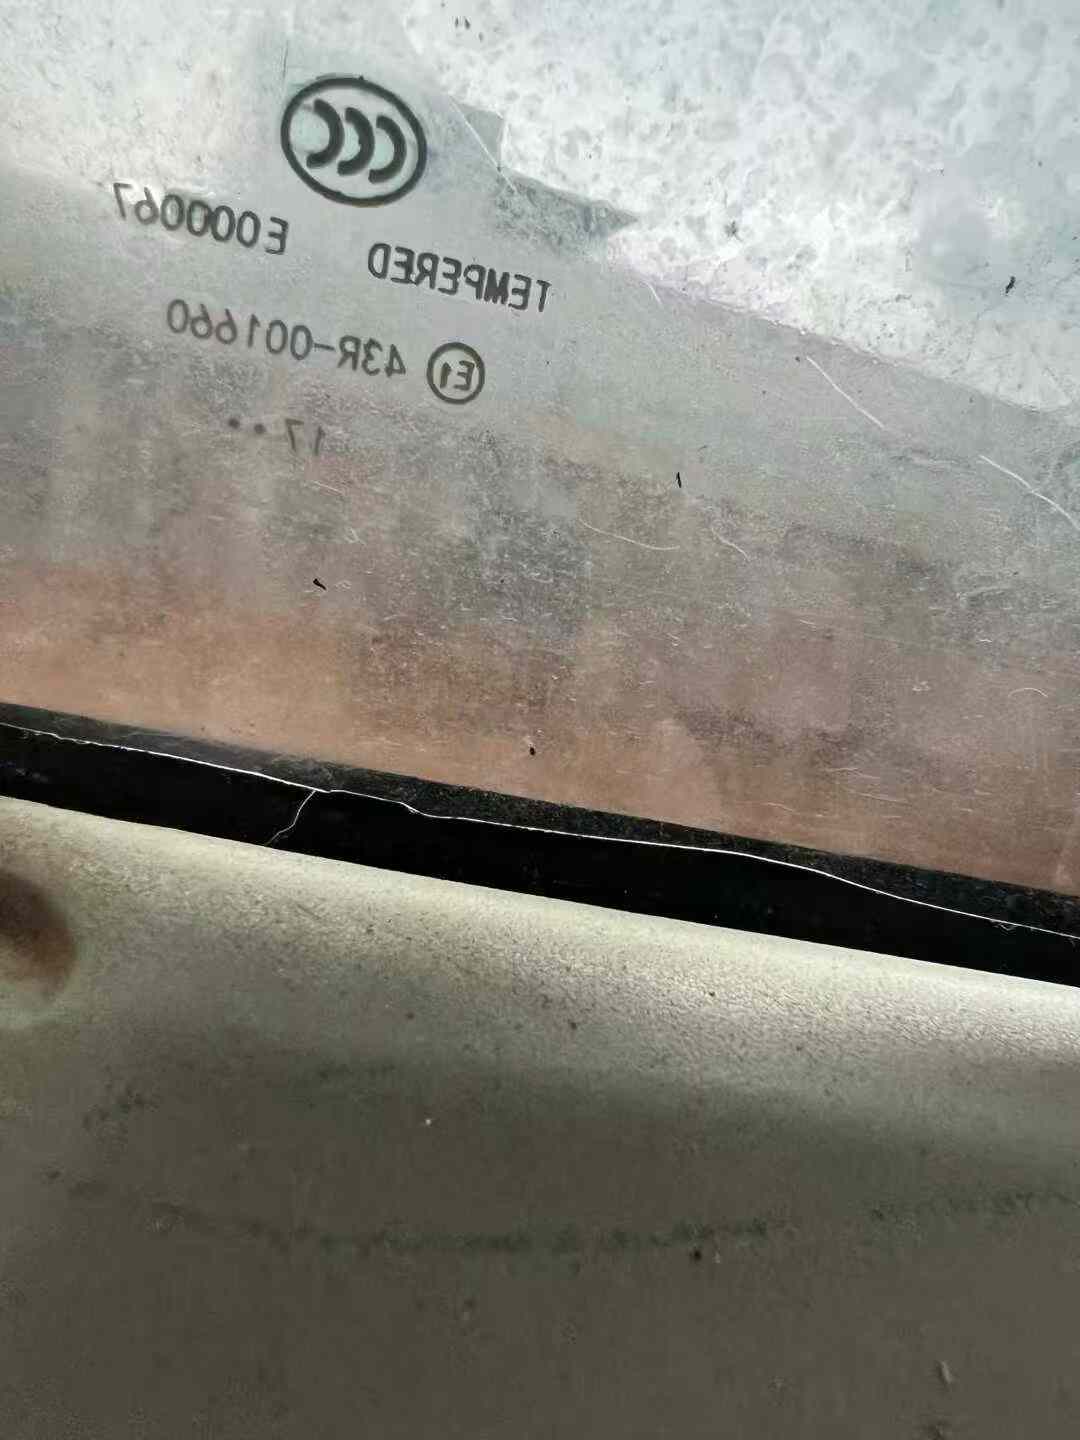 CCC
TEMPERED E000067
E1 43R-001660
17 ••